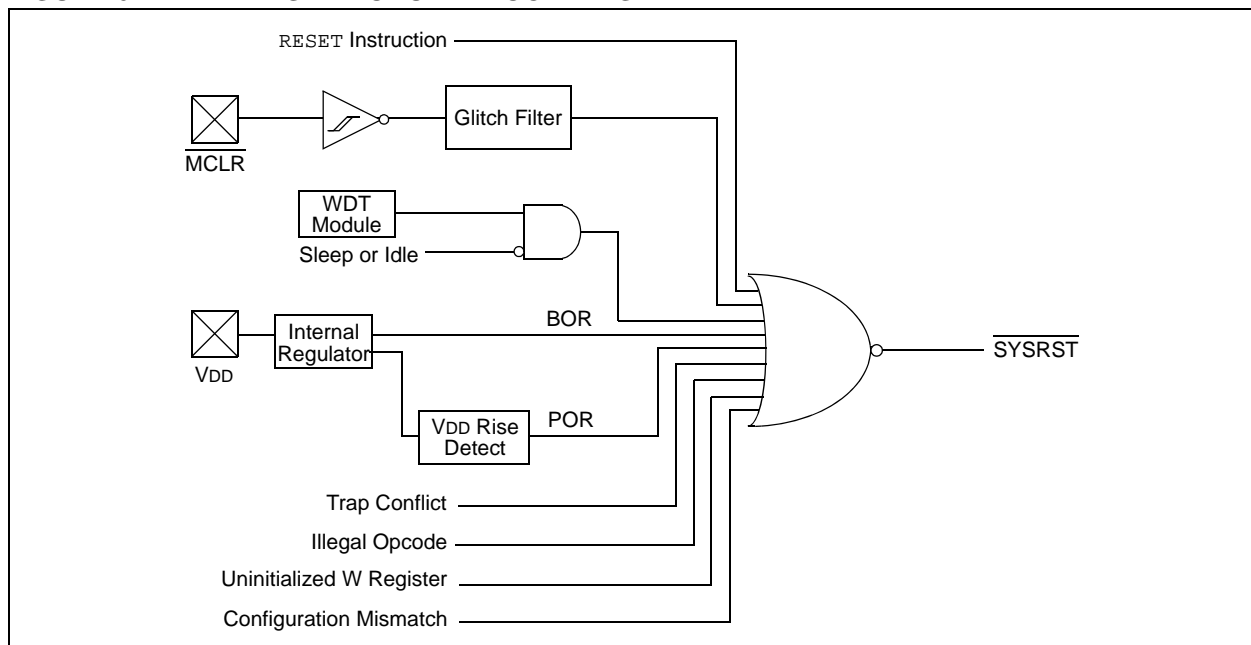 RESET Instruction
Glitch Filter
MCLR
WDT
Module
Sleep or Idle
BOR
Internal
Regulator
VDD
SYSRST
VDD Rise
Detect
POR
Trap Conflict
Illegal Opcode
Uninitialized W Register
Configuration Mismatch